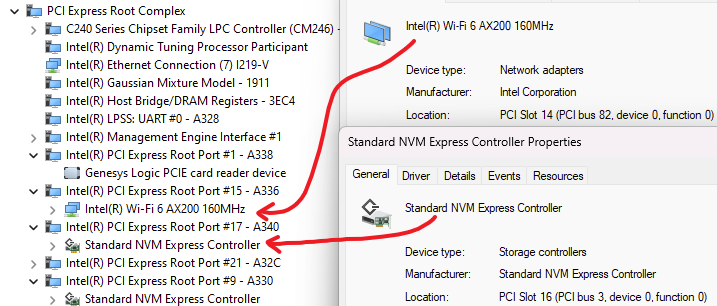 PCI Express Root Complex
C240 Series Chipset Family LPC Controller (CM246) -
Intel(R) Dynamic Tuning Processor Participant
Intel(R) Ethernet Connection (7) I219-V
Intel(R) Gaussian Mixture Model - 1911
Intel(R) Host Bridge/DRAM Registers - 3EC4
Intel(R) LPSS: UART #0 - A328
Intel(R) Management Engine Interface #1
Intel(R) PCI Express Root Port #1 - A338
Genesys Logic PCIE card reader device
Intel(R) PCI Express Root Port #15 - A336
Intel(R) Wi-Fi 6 AX200 160MHz
Intel(R) PCI Express Root Port #17 - A340
Standard NVM Express Controller
Intel(R) PCI Express Root Port #21 - A32C
Intel(R) PCI Express Root Port #9 - A330
Standard NVM Express Controller
Intel(R) Wi-Fi 6 AX200 160MHz
Device type: Network adapters
Manufacturer: Intel Corporation
Location: PCI Slot 14 (PCI bus 82, device 0, function 0)
Standard NVM Express Controller Properties
General Driver Details Events Resources
Standard NVM Express Controller
Device type: Storage controllers
Manufacturer: Standard NVM Express Controller
Location: PCI Slot 16 (PCI bus 3, device 0, function 0)